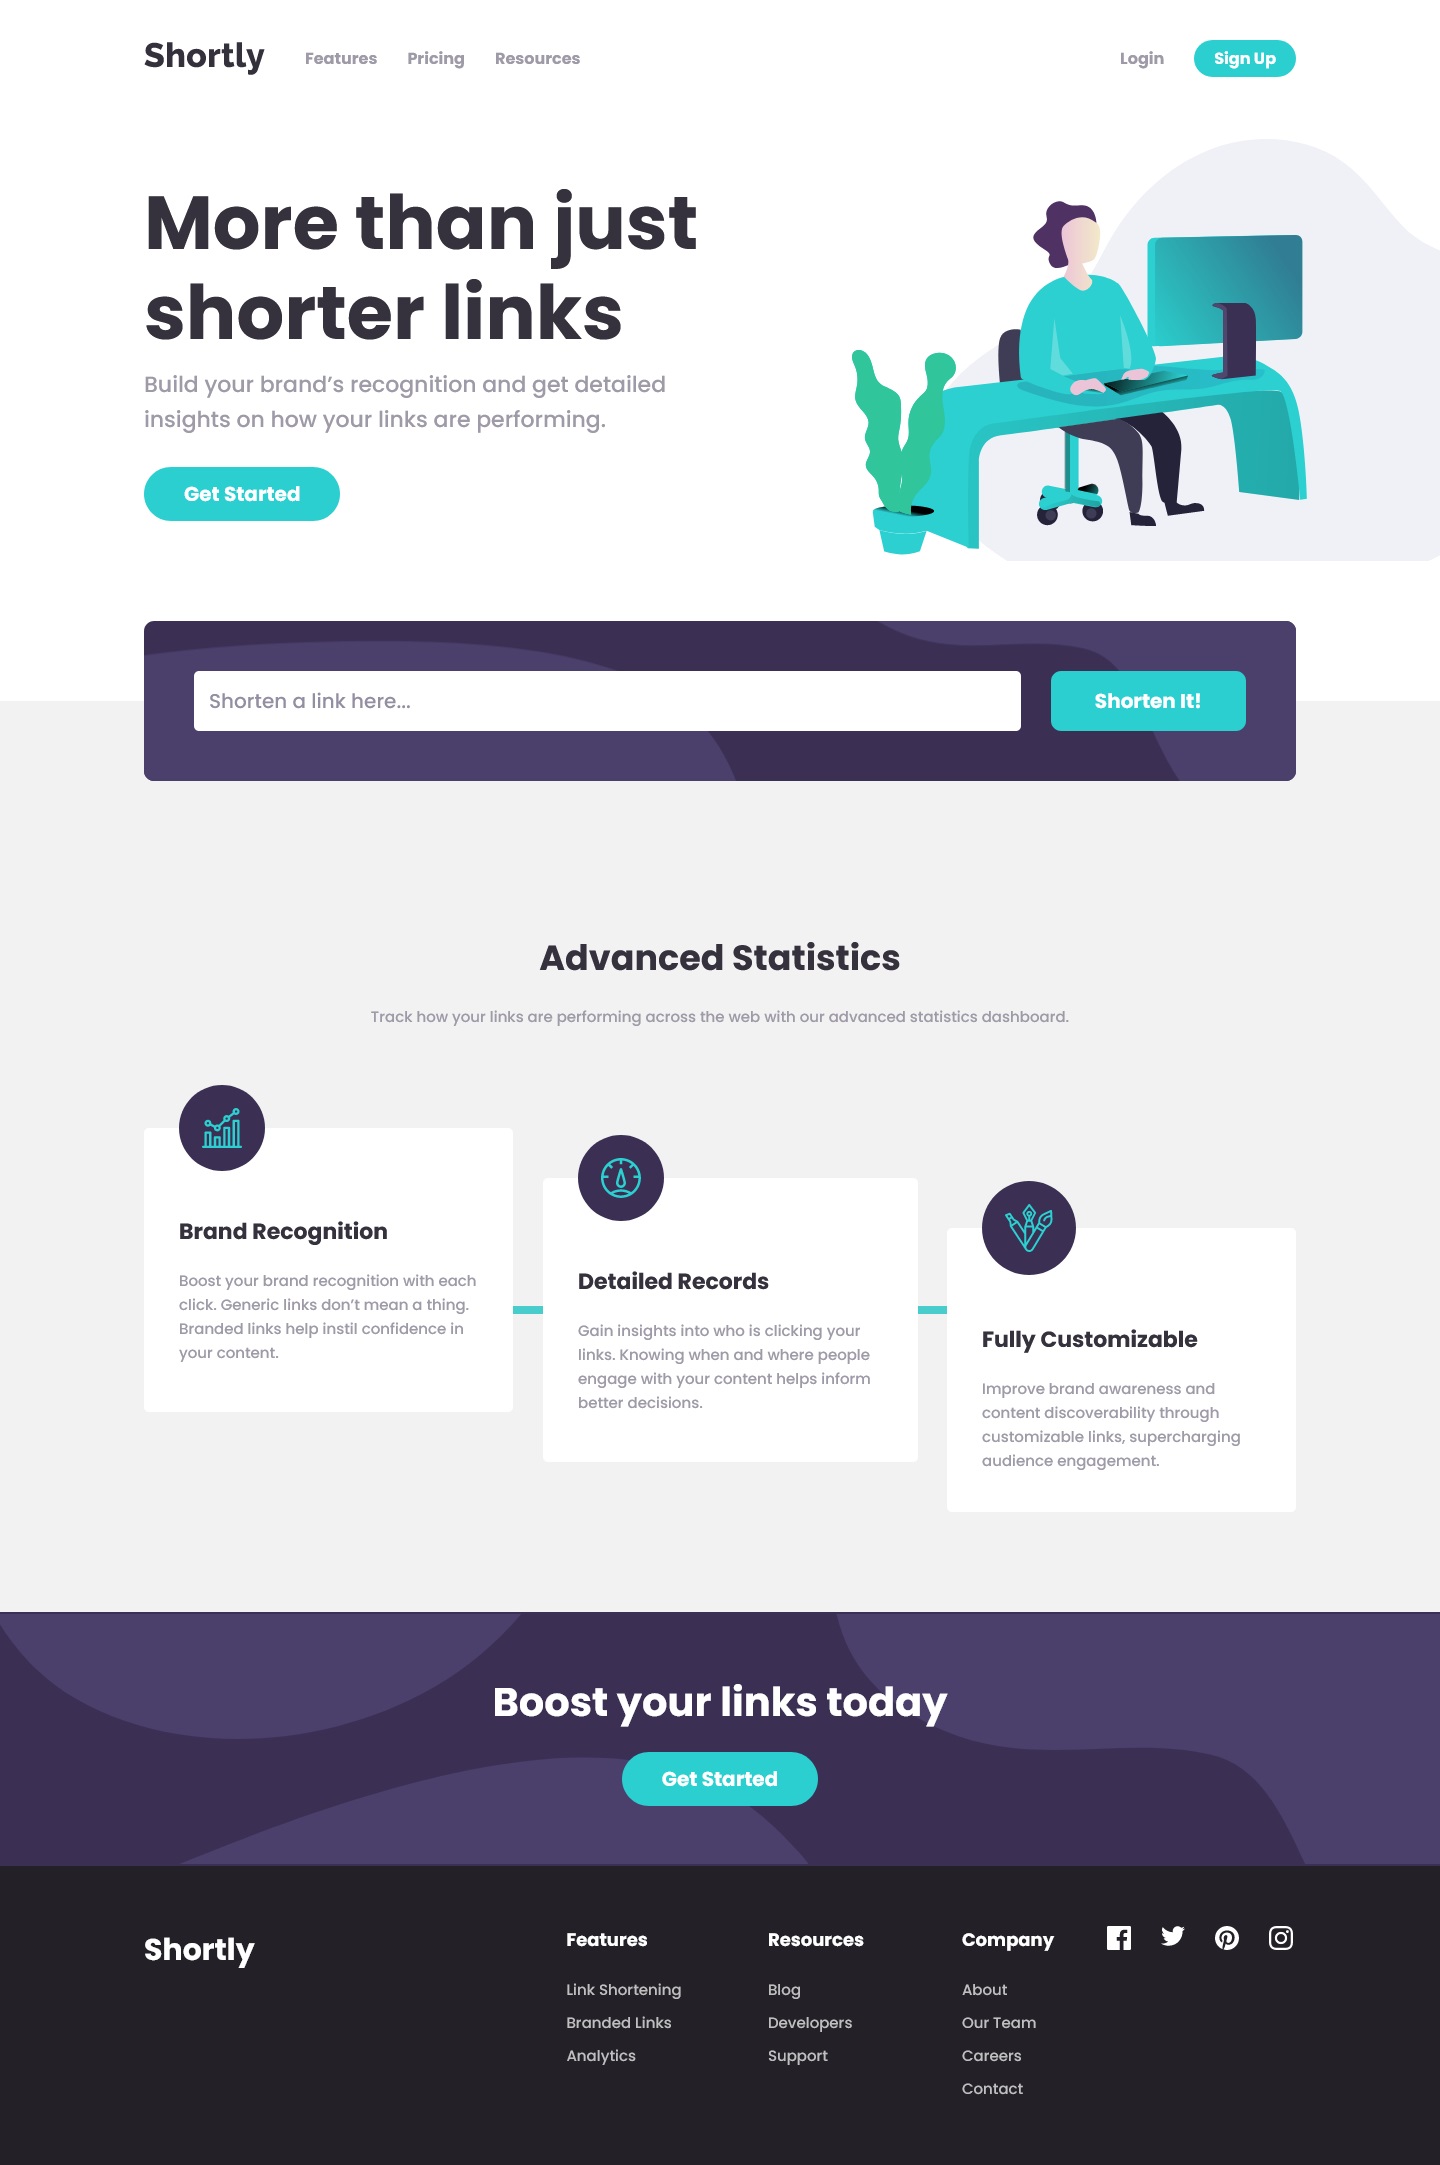 Shortly
Features
Pricing
Resources
Login
Sign Up
More than just
shorter links
Build your brand’s recognition and get detailed
insights on how your links are performing.
Get Started
Shorten a link here...
Shorten It!
Advanced Statistics
Track how your links are performing across the web with our advanced statistics dashboard.
Brand Recognition
Boost your brand recognition with each
click. Generic links don’t mean a thing.
Branded links help instil confidence in
your content.
Detailed Records
Gain insights into who is clicking your
links. Knowing when and where people
engage with your content helps inform
better decisions.
Fully Customizable
Improve brand awareness and
content discoverability through
customizable links, supercharging
audience engagement.
Boost your links today
Get Started
Shortly
Features
Link Shortening
Branded Links
Analytics
Resources
Blog
Developers
Support
Company
About
Our Team
Careers
Contact